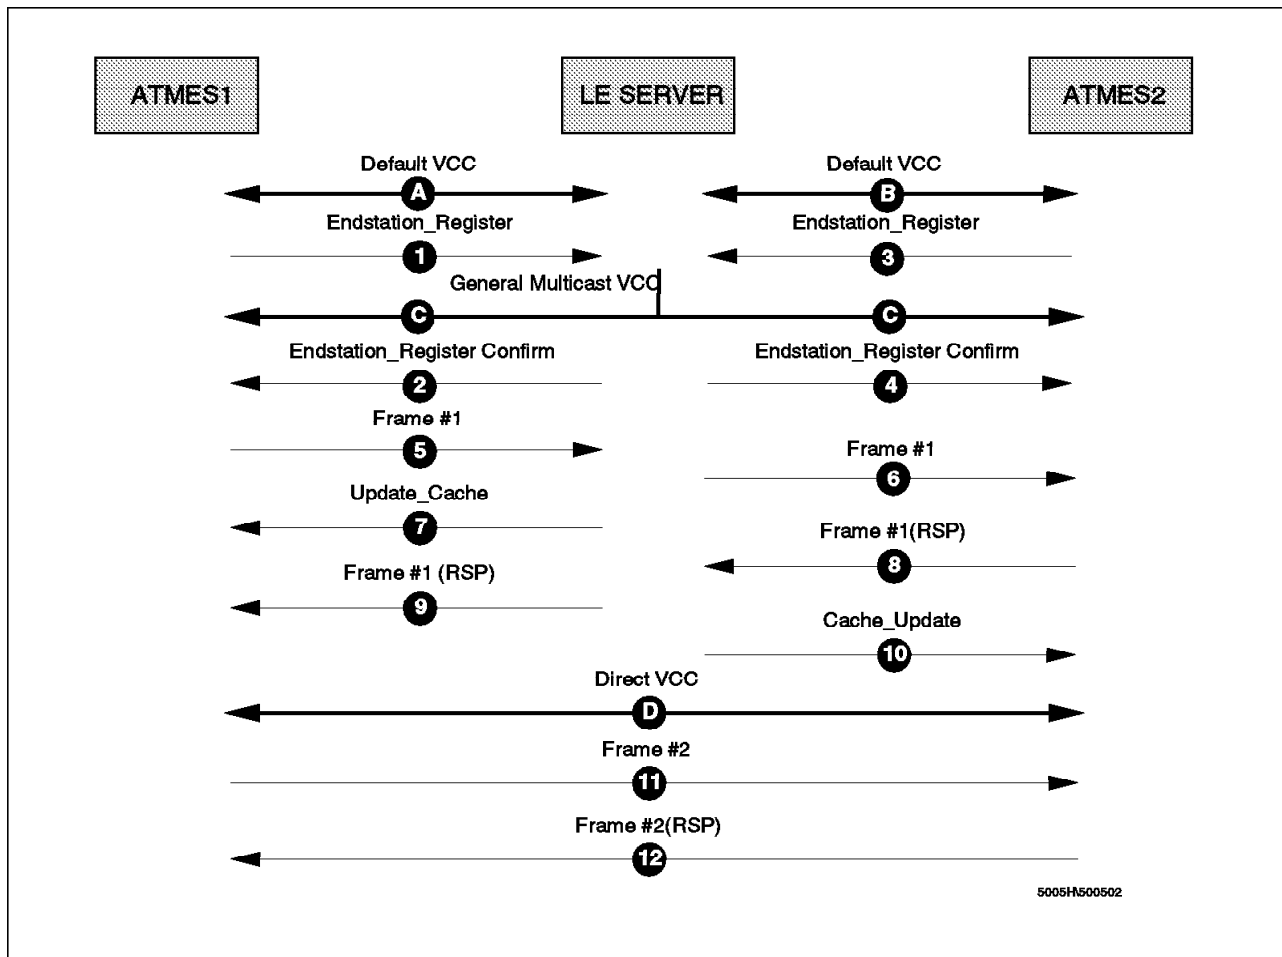 ATMES1
LE SERVER
ATMES2
Default VCC
Default VCC
A
B
Endstation_Register
Endstation_Register
1
3
General Multicast VCC
C
C
Endstation_Register Confirm
Endstation_Register Confirm
2
4
Frame #1
5
Frame #1
6
Update_Cache
7
Frame #1(RSP)
8
Frame #1 (RSP)
9
Cache_Update
10
Direct VCC
D
Frame #2
11
Frame #2(RSP)
12
5005H\500502